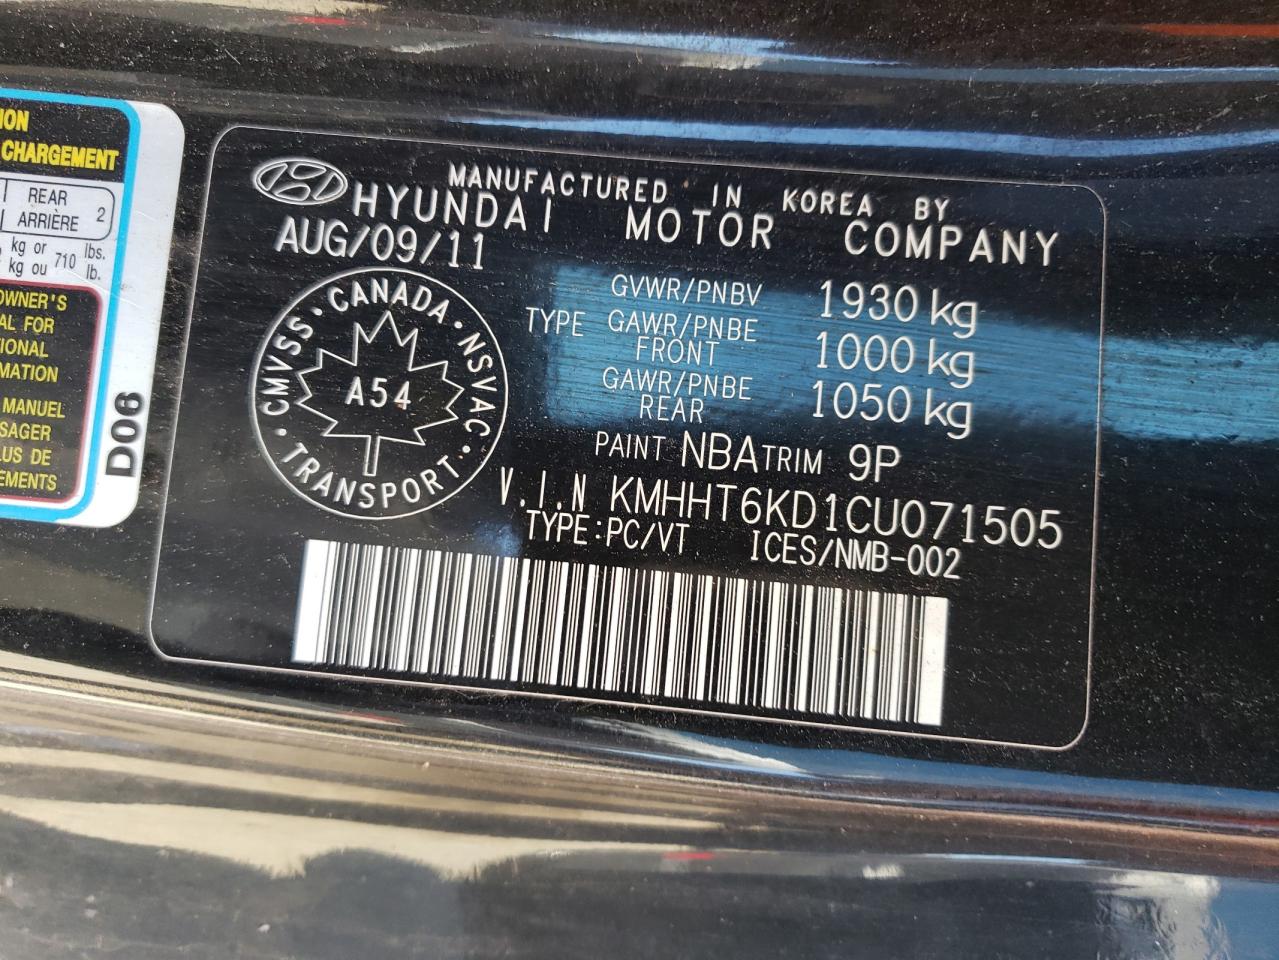 ION
CHARGEMENT
REAR
ARRIÈRE 2
kg or 710 lbs.
kg ou lb.
OWNER'S
AL FOR
TIONAL
MATION
MANUEL
SAGER
LUS DE
EMENTS
D06
MANUFACTURED IN KOREA BY
HYUNDAI MOTOR COMPANY
AUG/09/11
CMVSS · CANADA · NSVAC · TRANSPORT ·
A54
GVWR/PNBV 1930 kg
TYPE GAWR/PNBE FRONT 1000 kg
GAWR/PNBE REAR 1050 kg
PAINT NBA TRIM 9P
V.I.N KMHHT6KD1CU071505
TYPE:PC/VT ICES/NMB-002